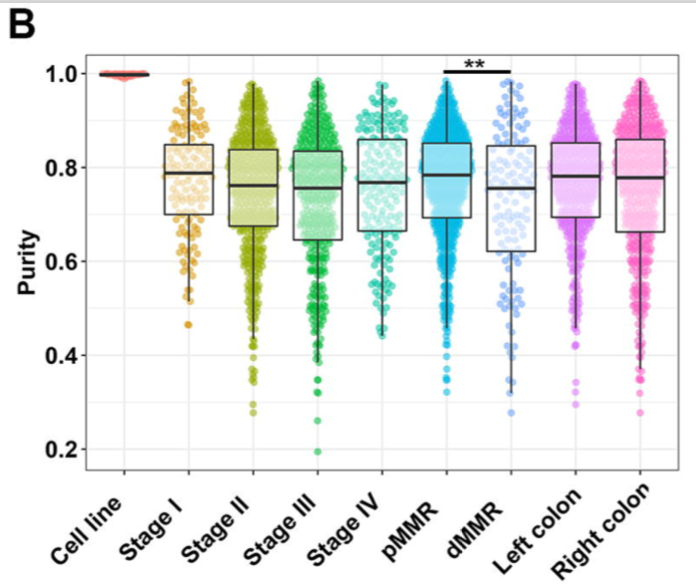 B
**
1.0
0.8
0.6
0.4
0.2
Purity
Cell line
Stage I
Stage II
Stage III
Stage IV
pMMR
dMMR
Left colon
Right colon